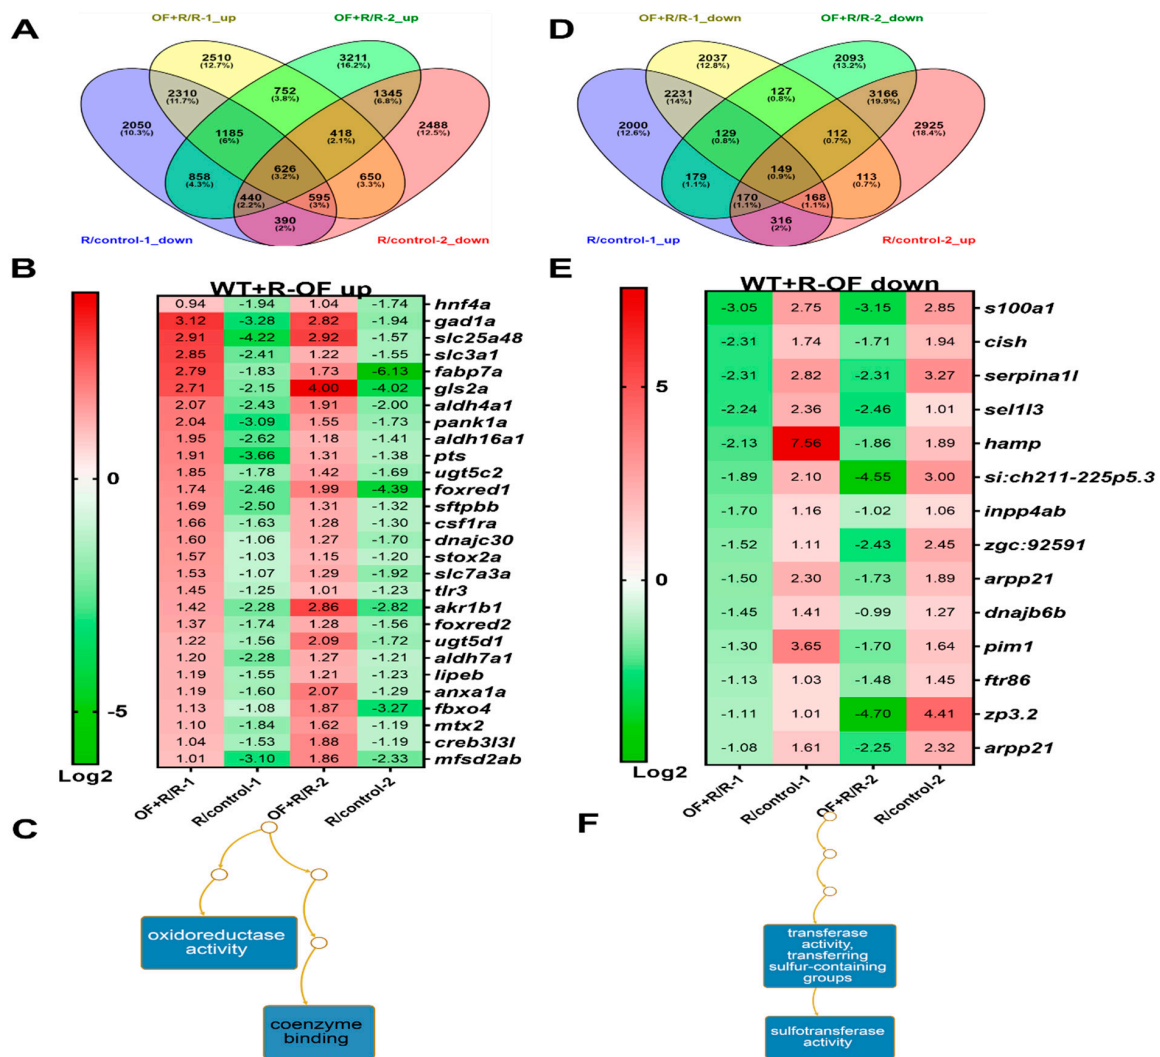 A
OF+R/R-1_up
OF+R/R-2_up
2510
(12.7%)
3211
(16.2%)
2310
(11.7%)
752
(3.8%)
1345
(6.8%)
2050
(10.3%)
1185
(6%)
418
(2.1%)
2488
(12.5%)
858
(4.3%)
626
(3.2%)
650
(3.3%)
440
(2.2%)
595
(3%)
390
(2%)
R/control-1_down
R/control-2_down
D
OF+R/R-1_down
OF+R/R-2_down
2037
(12.8%)
2093
(13.2%)
2231
(14%)
127
(0.8%)
3166
(19.9%)
2000
(12.6%)
129
(0.8%)
112
(0.7%)
2925
(18.4%)
179
(1.1%)
149
(0.9%)
113
(0.7%)
170
(1.1%)
168
(1.1%)
316
(2%)
R/control-1_up
R/control-2_up
B
WT+R-OF up
0
-5
Log2
0.94 -1.94 1.04 -1.74 hnf4a
3.12 -3.28 2.82 -1.94 gad1a
2.91 -4.22 2.92 -1.57 slc25a48
2.85 -2.41 1.22 -1.55 slc3a1
2.79 -1.83 1.73 -6.13 fabp7a
2.71 -2.15 4.00 -4.02 gls2a
2.07 -2.43 1.91 -2.00 aldh4a1
2.04 -3.09 1.55 -1.73 pank1a
1.95 -2.62 1.18 -1.41 aldh16a1
1.91 -3.66 1.31 -1.38 pts
1.85 -1.78 1.42 -1.69 ugt5c2
1.74 -2.46 1.99 -4.39 foxred1
1.69 -2.50 1.31 -1.32 sftpbb
1.66 -1.63 1.28 -1.30 csf1ra
1.60 -1.06 1.27 -1.70 dnajc30
1.57 -1.03 1.15 -1.20 stox2a
1.53 -1.07 1.29 -1.92 slc7a3a
1.45 -1.25 1.01 -1.23 tlr3
1.42 -2.28 2.86 -2.82 akr1b1
1.37 -1.74 1.28 -1.56 foxred2
1.22 -1.56 2.09 -1.72 ugt5d1
1.20 -2.28 1.27 -1.21 aldh7a1
1.19 -1.55 1.21 -1.23 lipeb
1.19 -1.60 2.07 -1.29 anxa1a
1.13 -1.08 1.87 -3.27 fbxo4
1.10 -1.84 1.62 -1.19 mtx2
1.04 -1.53 1.88 -1.19 creb3l3l
1.01 -3.10 1.86 -2.33 mfsd2ab
OF+R/R-1 R/control-1 OF+R/R-2 R/control-2
E
WT+R-OF down
5
0
Log2
-3.05 2.75 -3.15 2.85 s100a1
-2.31 1.74 -1.71 1.94 cish
-2.31 2.82 -2.31 3.27 serpina1l
-2.24 2.36 -2.46 1.01 sel1l3
-2.13 7.56 -1.86 1.89 hamp
-1.89 2.10 -4.55 3.00 si:ch211-225p5.3
-1.70 1.16 -1.02 1.06 inpp4ab
-1.52 1.11 -2.43 2.45 zgc:92591
-1.50 2.30 -1.73 1.89 arpp21
-1.45 1.41 -0.99 1.27 dnajb6b
-1.30 3.65 -1.70 1.64 pim1
-1.13 1.03 -1.48 1.45 ftr86
-1.11 1.01 -4.70 4.41 zp3.2
-1.08 1.61 -2.25 2.32 arpp21
OF+R/R-1 R/control-1 OF+R/R-2 R/control-2
C
oxidoreductase
activity
coenzyme
binding
F
transferase
activity,
transferring
sulfur-containing
groups
sulfotransferase
activity